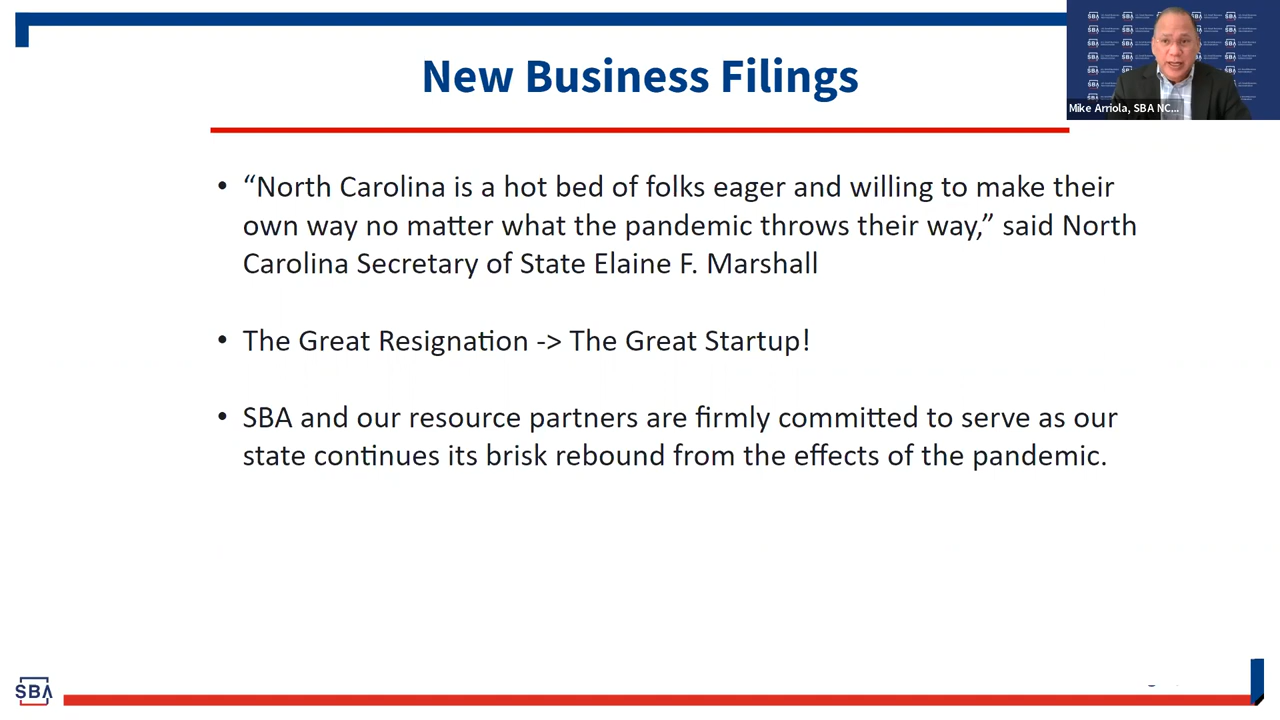 New Business Filings
Mike Arriola, SBA NC...
• “North Carolina is a hot bed of folks eager and willing to make their
own way no matter what the pandemic throws their way,” said North
Carolina Secretary of State Elaine F. Marshall
• The Great Resignation -> The Great Startup!
• SBA and our resource partners are firmly committed to serve as our
state continues its brisk rebound from the effects of the pandemic.
SBA